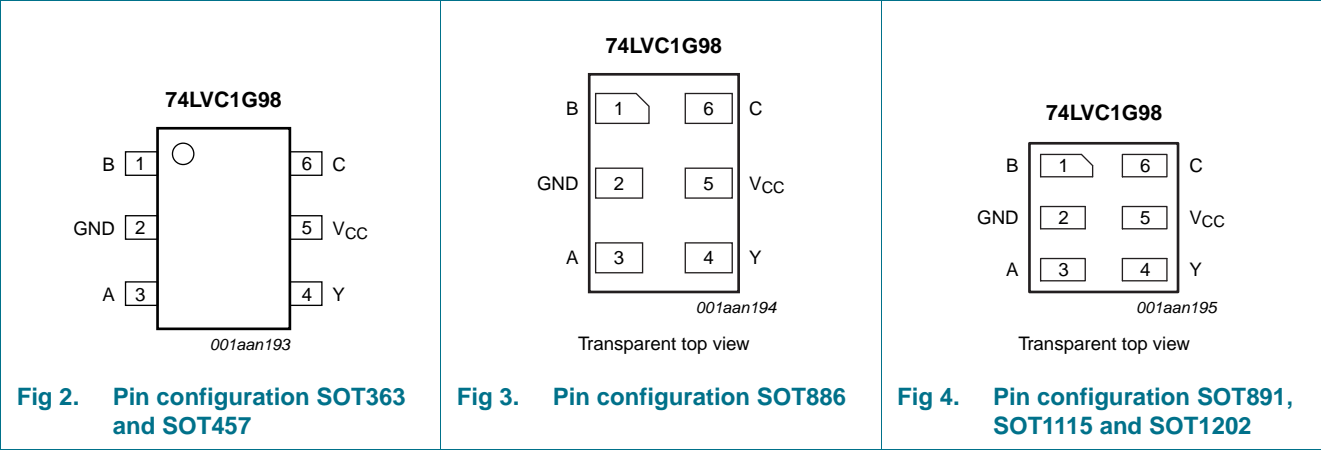 74LVC1G98
B 1 6 C
GND 2 5 VCC
A 3 4 Y
001aan193
Fig 2. Pin configuration SOT363
and SOT457
74LVC1G98
B 1 6 C
GND 2 5 VCC
A 3 4 Y
001aan194
Transparent top view
Fig 3. Pin configuration SOT886
74LVC1G98
B 1 6 C
GND 2 5 VCC
A 3 4 Y
001aan195
Transparent top view
Fig 4. Pin configuration SOT891,
SOT1115 and SOT1202